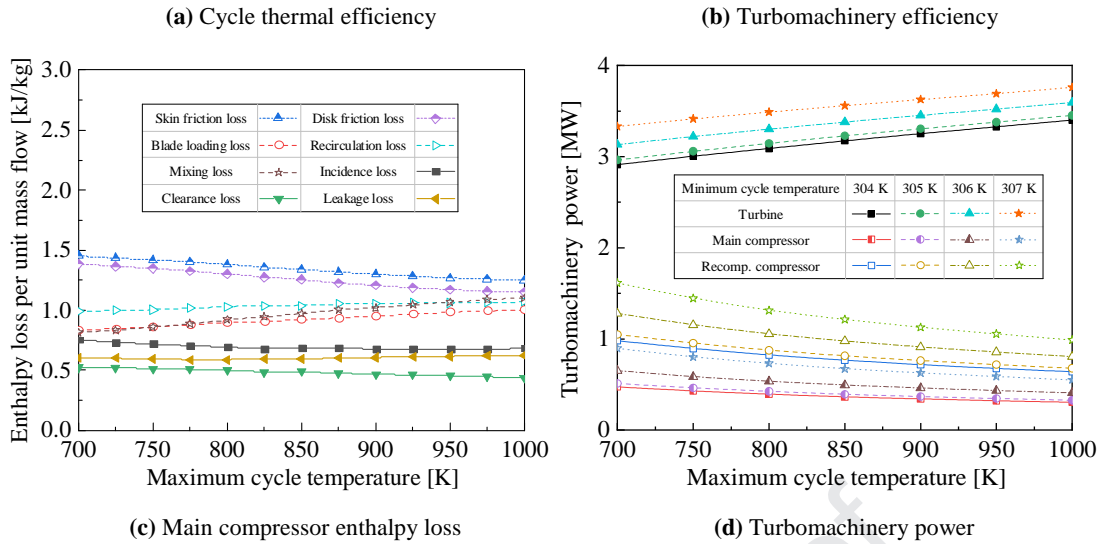 (a) Cycle thermal efficiency
(b) Turbomachinery efficiency
Enthalpy loss per unit mass flow [kJ/kg]
3.0
2.5
2.0
1.5
1.0
0.5
0.0
Skin friction loss Disk friction loss
Blade loading loss Recirculation loss
Mixing loss Incidence loss
Clearance loss Leakage loss
700 750 800 850 900 950 1000
Maximum cycle temperature [K]
(c) Main compressor enthalpy loss
Turbomachinery power [MW]
4
3
2
1
0
Minimum cycle temperature 304 K 305 K 306 K 307 K
Turbine
Main compressor
Recomp. compressor
700 750 800 850 900 950 1000
Maximum cycle temperature [K]
(d) Turbomachinery power